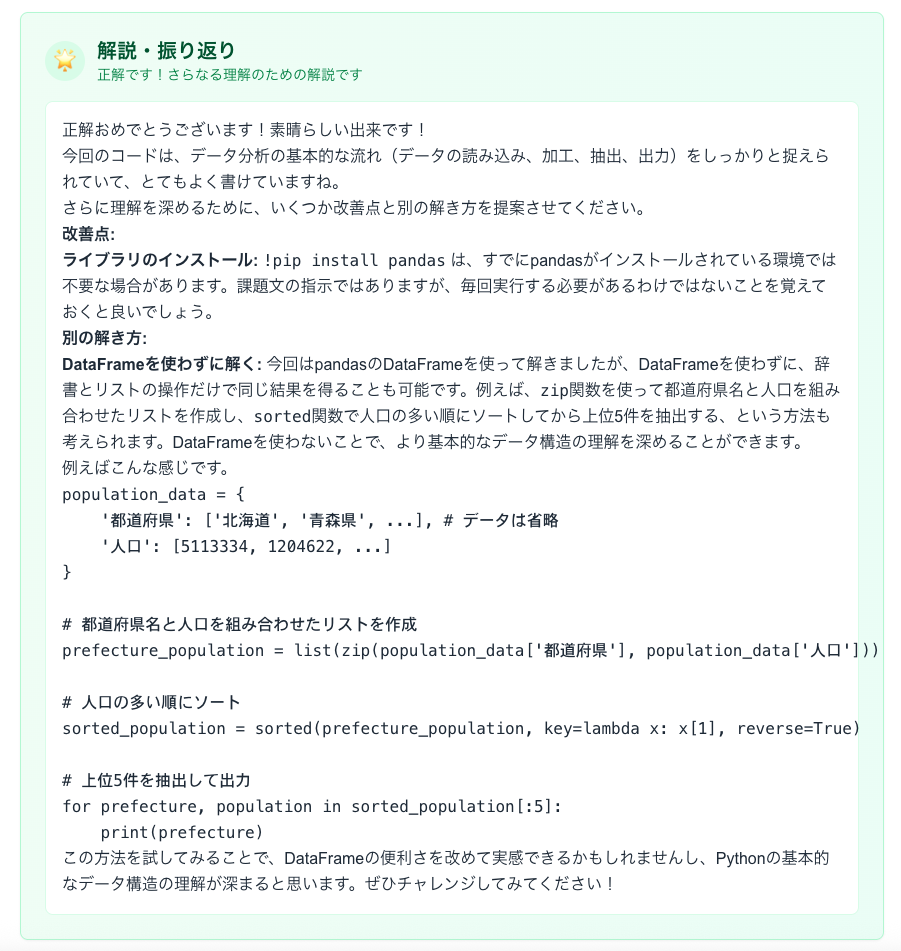 解説・振り返り
正解です！さらなる理解のための解説です
正解おめでとうございます！素晴らしい出来です！
今回のコードは、データ分析の基本的な流れ（データの読み込み、加工、抽出、出力）をしっかりと捉えら
れていて、とてもよく書けていますね。
さらに理解を深めるために、いくつか改善点と別の解き方を提案させてください。
改善点:
ライブラリのインストール: !pip install pandas は、すでにpandasがインストールされている環境では
不要な場合があります。課題文の指示ではありますが、毎回実行する必要があるわけではないことを覚えて
おくと良いでしょう。
別の解き方:
DataFrameを使わずに解く: 今回はpandasのDataFrameを使って解きましたが、DataFrameを使わずに、辞
書とリストの操作だけで同じ結果を得ることも可能です。例えば、zip関数を使って都道府県名と人口を組み
合わせたリストを作成し、sorted関数で人口の多い順にソートしてから上位5件を抽出する、という方法も
考えられます。DataFrameを使わないことで、より基本的なデータ構造の理解を深めることができます。
例えばこんな感じです。
population_data = {
    '都道府県': ['北海道', '青森県', ...], # データは省略
    '人口': [5113334, 1204622, ...]
}
# 都道府県名と人口を組み合わせたリストを作成
prefecture_population = list(zip(population_data['都道府県'], population_data['人口']))
# 人口の多い順にソート
sorted_population = sorted(prefecture_population, key=lambda x: x[1], reverse=True)
# 上位5件を抽出して出力
for prefecture, population in sorted_population[:5]:
    print(prefecture)
この方法を試してみることで、DataFrameの便利さを改めて実感できるかもしれませんし、Pythonの基本的
なデータ構造の理解が深まると思います。ぜひチャレンジしてみてください！